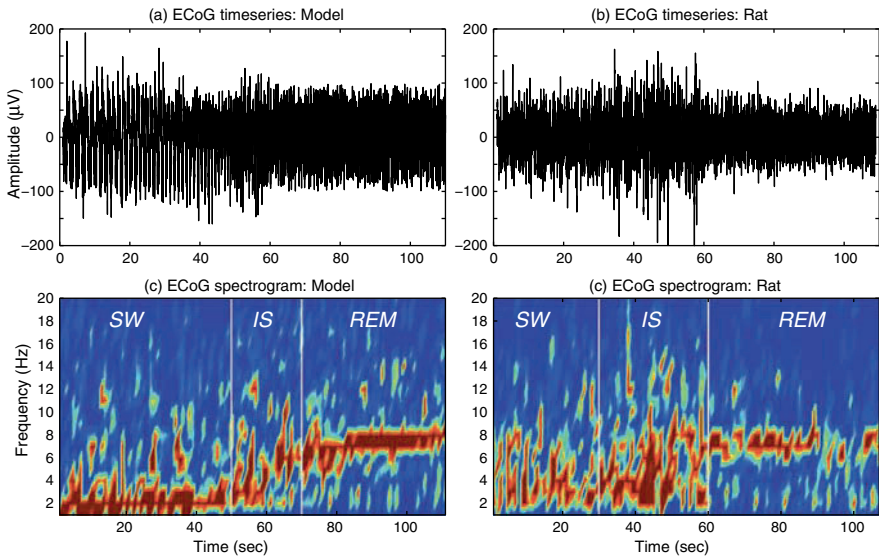 (a) ECoG timeseries: Model
(b) ECoG timeseries: Rat
Amplitude (µV)
200
100
0
−100
−200
0 20 40 60 80 100
200
100
0
−100
−200
0 20 40 60 80 100
(c) ECoG spectrogram: Model
(c) ECoG spectrogram: Rat
Frequency (Hz)
20
18
16
14
12
10
8
6
4
2
SW IS REM
20 40 60 80 100
Time (sec)
20
18
16
14
12
10
8
6
4
2
SW IS REM
20 40 60 80 100
Time (sec)